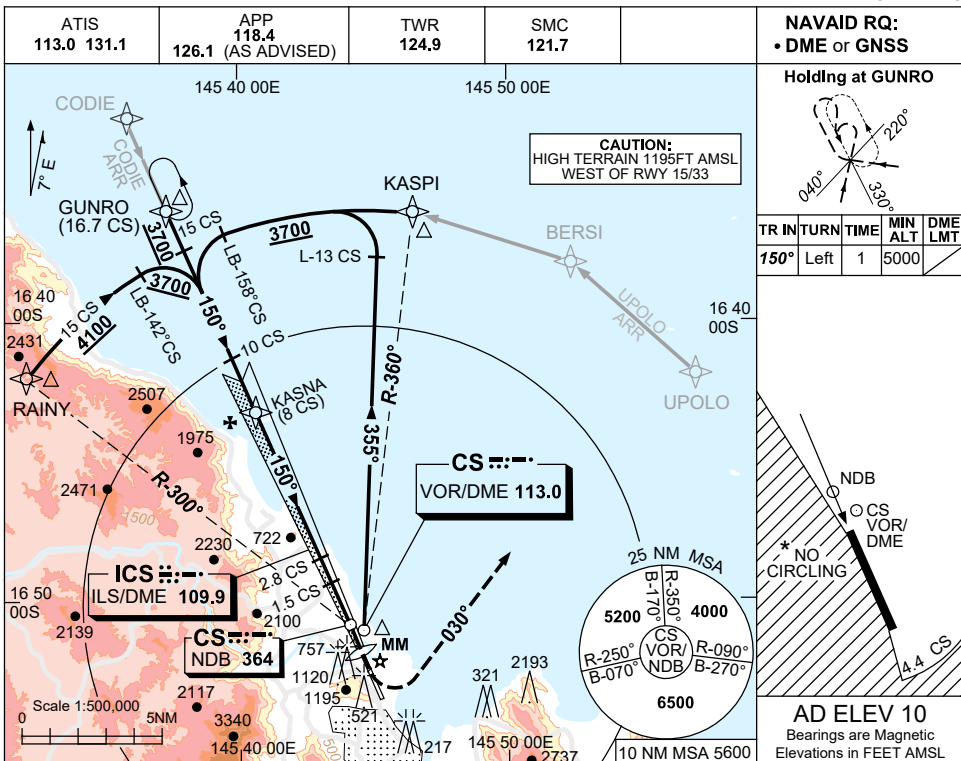 ATIS
113.0 131.1
APP
118.4
126.1 (AS ADVISED)
TWR
124.9
SMC
121.7
NAVAID RQ:
• DME or GNSS
145 40 00E
145 50 00E
CODIE
CODIE
ARR
7° E
GUNRO
(16.7 CS)
3700
15 CS
3700
KASPI
CAUTION:
HIGH TERRAIN 1195FT AMSL
WEST OF RWY 15/33
BERSI
UPOLO
ARR
UPOLO
L-13 CS
LB-158°CS
3700
15 CS
4100
LB-142°CS
150°
16 40
00S
16 40
00S
2431
RAINY
10 CS
KASNA
(8 CS)
R-360°
355°
2507
1975
2471
1500
R-300°
150°
CS
VOR/DME 113.0
722
2230
ICS
ILS/DME 109.9
2.8 CS
1.5 CS
16 50
00S
2139
2100
CS
NDB 364
757
MM
030°
1120
1195
321
2193
521
217
2117
3340
500
2737
Scale 1:500,000
0
5NM
145 40 00E
145 50 00E
25 NM MSA
B-170°
R-350°
5200
4000
CS
VOR/
NDB
R-250°
B-070°
R-090°
B-270°
6500
10 NM MSA 5600
Holding at GUNRO
220°
040°
330°
TR IN
TURN
TIME
MIN
ALT
DME
LMT
150°
Left
1
5000
NDB
CS
VOR/
DME
* NO
CIRCLING
4.4 CS
AD ELEV 10
Bearings are Magnetic
Elevations in FEET AMSL